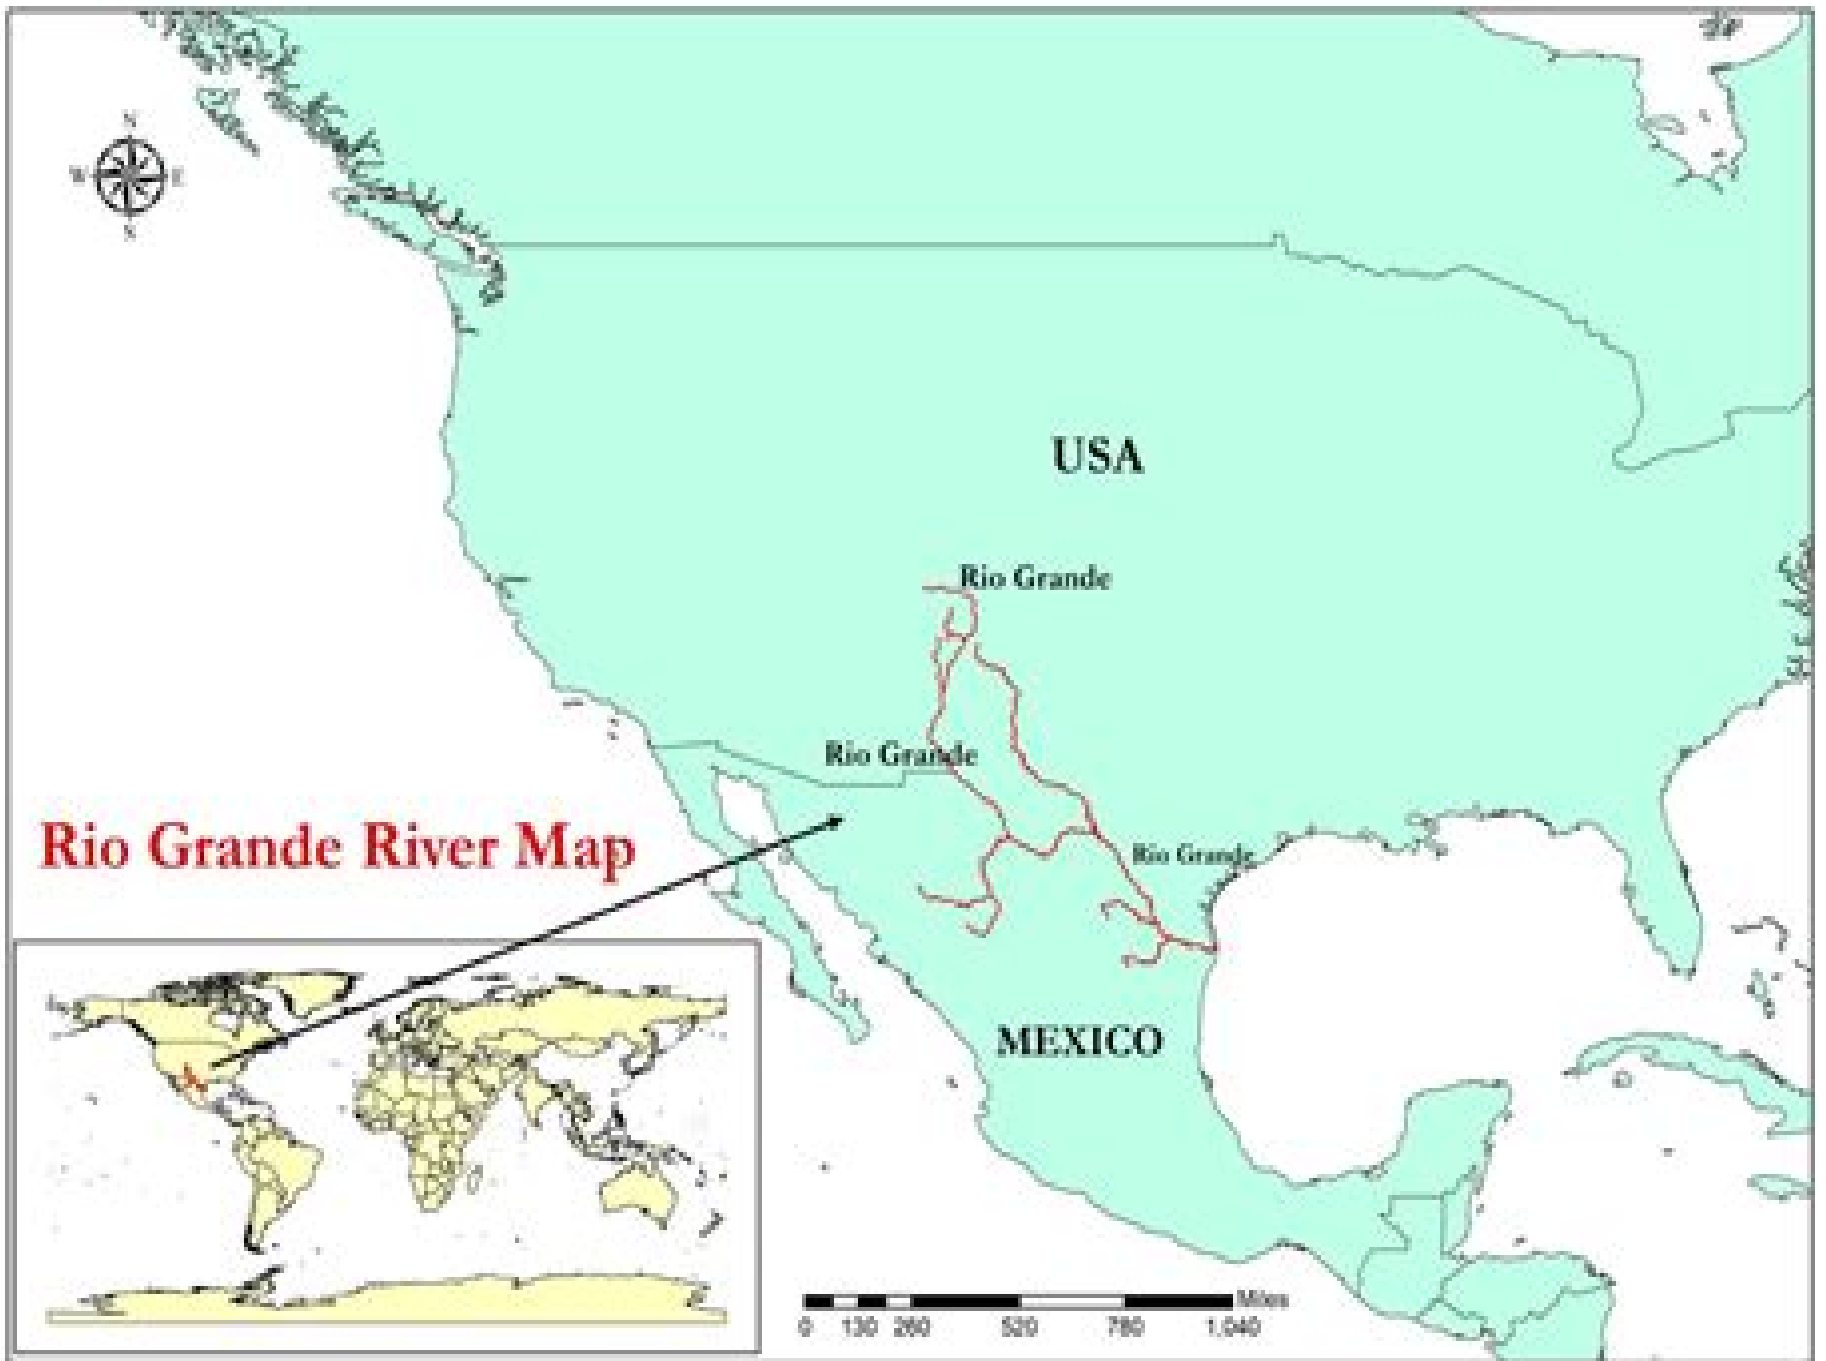 N
W E
S
USA
Rio Grande
Rio Grande
Rio Grande River Map
Rio Grande
MEXICO
Miles
0 130 260 520 780 1,040